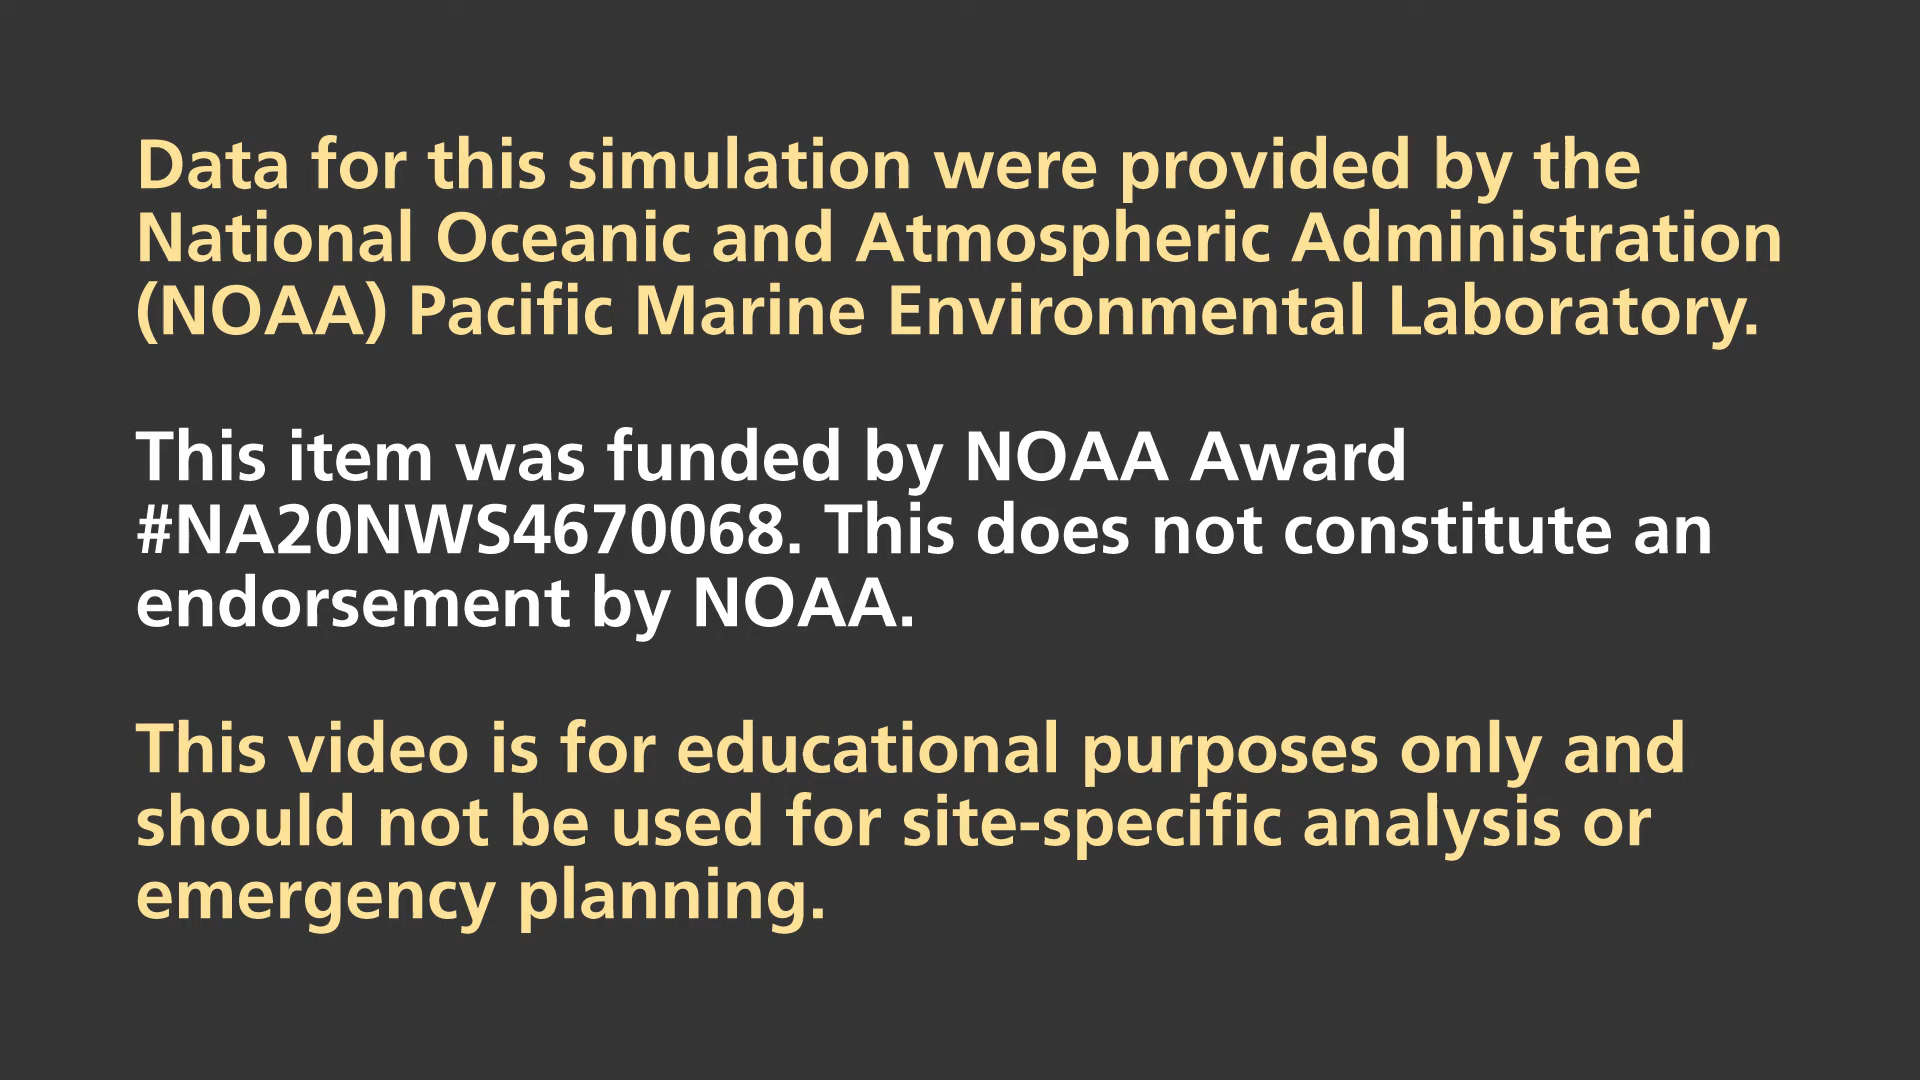 Data for this simulation were provided by the
National Oceanic and Atmospheric Administration
(NOAA) Pacific Marine Environmental Laboratory.
This item was funded by NOAA Award
#NA20NWS4670068. This does not constitute an
endorsement by NOAA.
This video is for educational purposes only and
should not be used for site-specific analysis or
emergency planning.